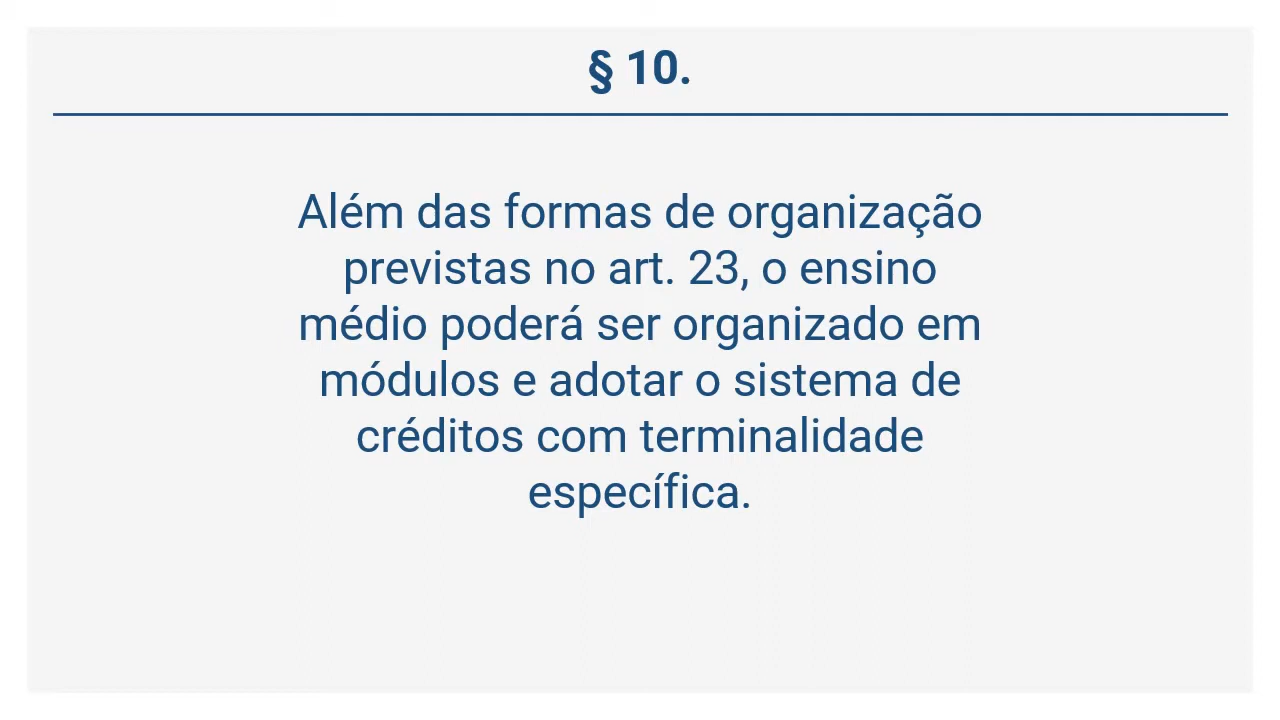 § 10.
Além das formas de organização
previstas no art. 23, o ensino
médio poderá ser organizado em
módulos e adotar o sistema de
créditos com terminalidade
específica.